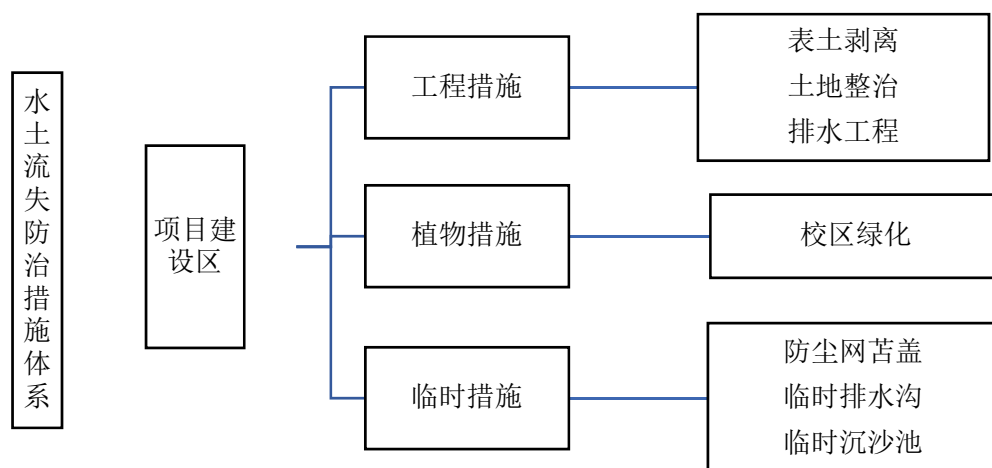 水土流失防治措施体系
项目建
设区
工程措施
表土剥离
土地整治
排水工程
植物措施
校区绿化
临时措施
防尘网苫盖
临时排水沟
临时沉沙池